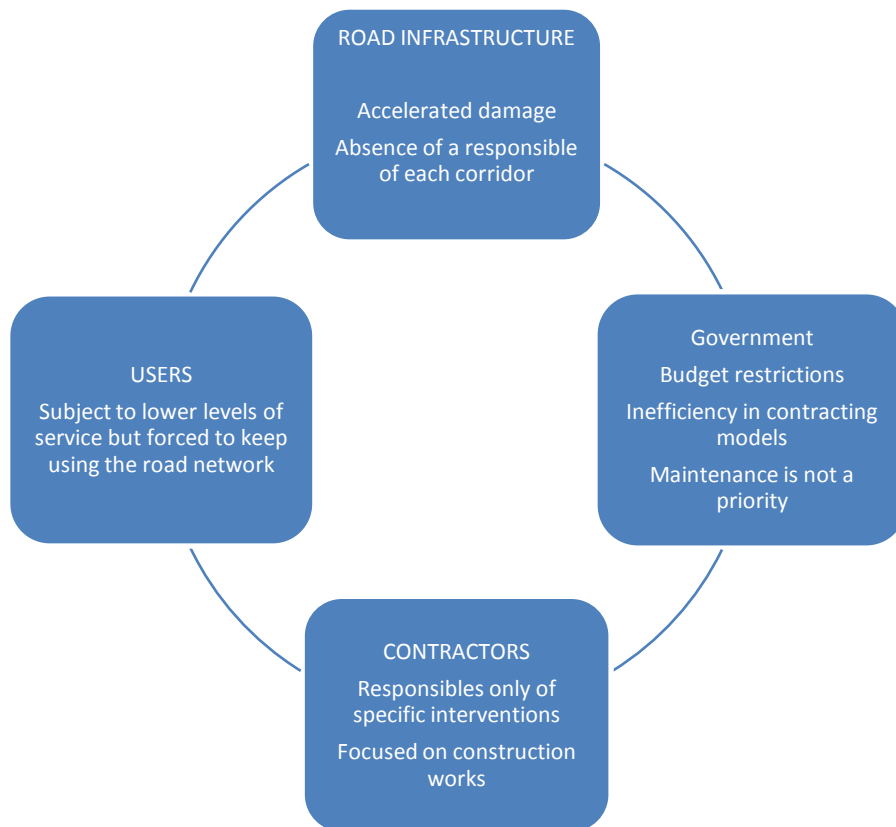 ROAD INFRASTRUCTURE
Accelerated damage
Absence of a responsible
of each corridor
Government
Budget restrictions
Inefficiency in contracting
models
Maintenance is not a
priority
CONTRACTORS
Responsibles only of
specific interventions
Focused on construction
works
USERS
Subject to lower levels of
service but forced to keep
using the road network